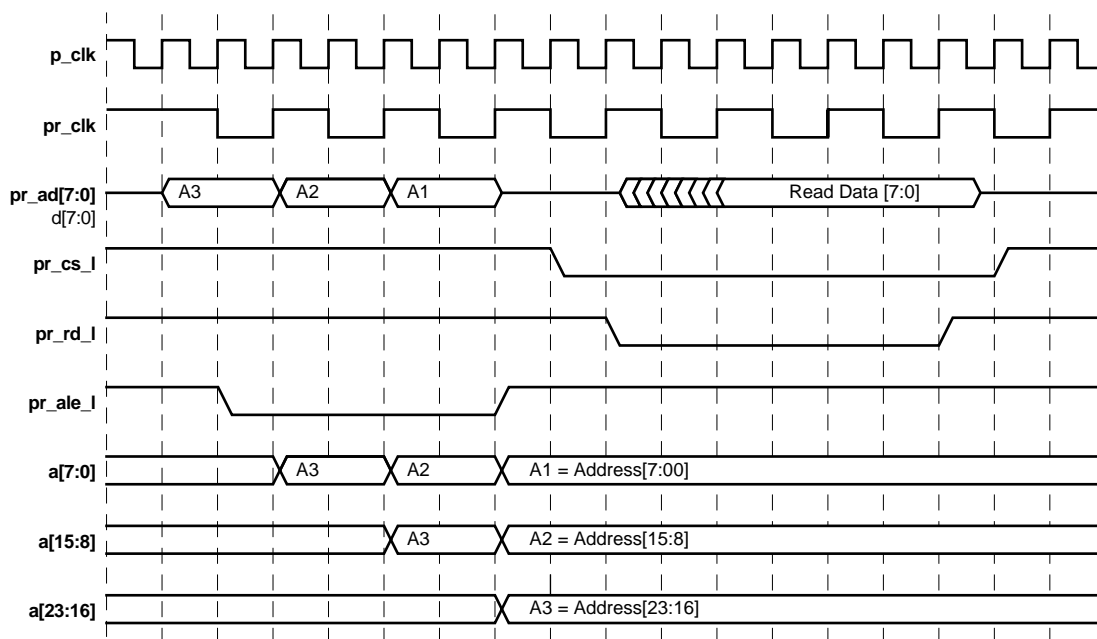 p_clk
pr_clk
pr_ad[7:0] A3 A2 A1 Read Data [7:0]
d[7:0]
pr_cs_l
pr_rd_l
pr_ale_l
a[7:0] A3 A2 A1 = Address[7:00]
a[15:8] A3 A2 = Address[15:8]
a[23:16] A3 = Address[23:16]